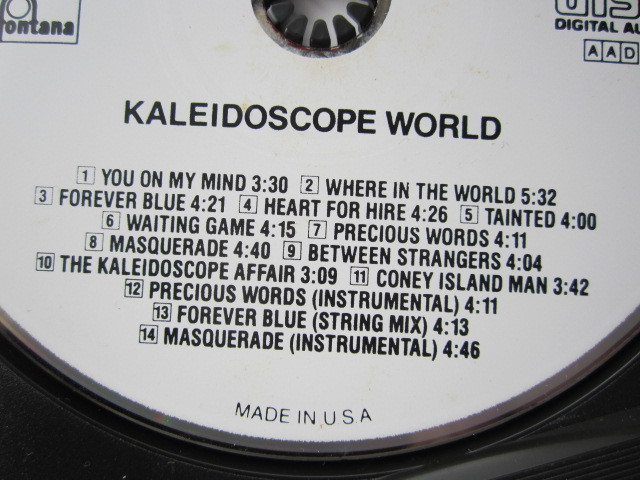 fontana
DIGITAL AU
AAD
KALEIDOSCOPE WORLD
1 YOU ON MY MIND 3:30 2 WHERE IN THE WORLD 5:32
3 FOREVER BLUE 4:21 4 HEART FOR HIRE 4:26 5 TAINTED 4:00
6 WAITING GAME 4:15 7 PRECIOUS WORDS 4:11
8 MASQUERADE 4:40 9 BETWEEN STRANGERS 4:04
10 THE KALEIDOSCOPE AFFAIR 3:09 11 CONEY ISLAND MAN 3:42
12 PRECIOUS WORDS (INSTRUMENTAL) 4:11
13 FOREVER BLUE (STRING MIX) 4:13
14 MASQUERADE (INSTRUMENTAL) 4:46
MADE IN U.S.A